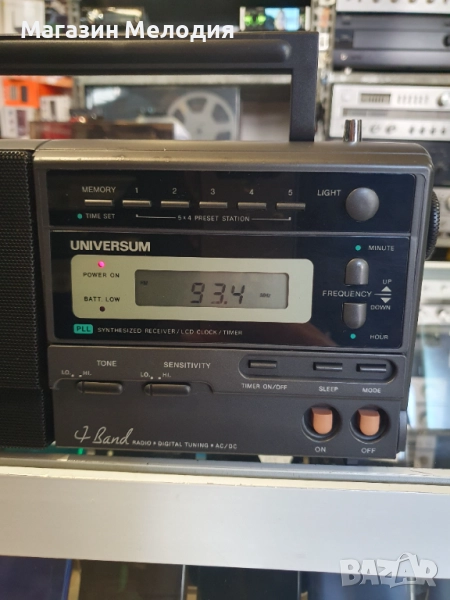 Магазин Мелодия
MEMORY 1 2 3 4 5 LIGHT
TIME SET 5×4 PRESET STATION
MINUTE
UNIVERSUM
POWER ON
93.4
UP
FREQUENCY
DOWN
BATT. LOW
HOUR
PLL SYNTHESIZED RECEIVER/LCD CLOCK/TIMER
TONE SENSITIVITY
LO. HI. LO. HI.
TIMER ON/OFF SLEEP MODE
4 Band RADIO • DIGITAL TUNING • AC/DC
ON OFF
BAZAR